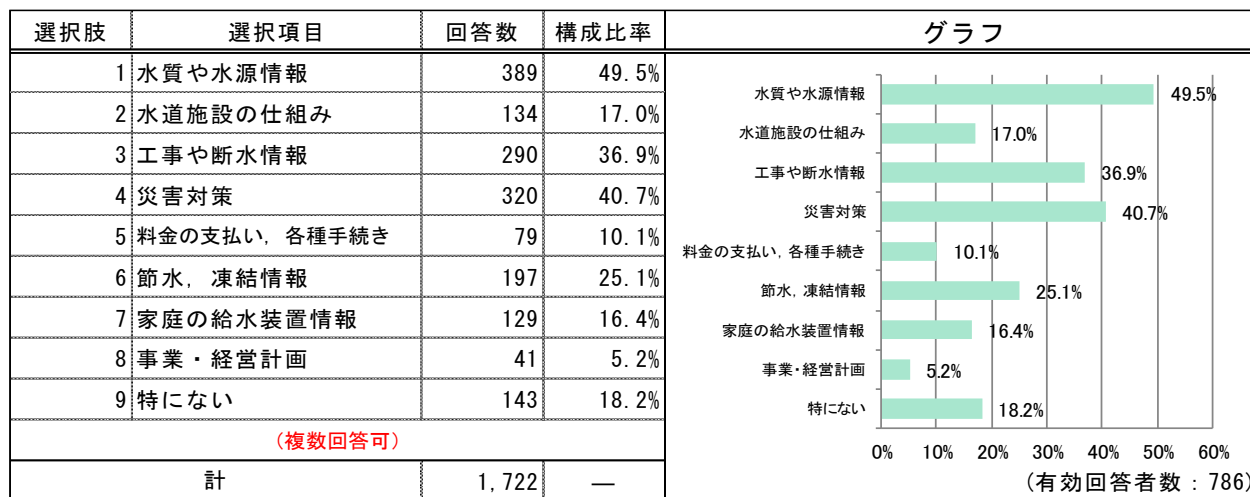 選択肢 選択項目 回答数 構成比率 グラフ
1 水質や水源情報 389 49.5%
2 水道施設の仕組み 134 17.0%
3 工事や断水情報 290 36.9%
4 災害対策 320 40.7%
5 料金の支払い，各種手続き 79 10.1%
6 節水，凍結情報 197 25.1%
7 家庭の給水装置情報 129 16.4%
8 事業・経営計画 41 5.2%
9 特にない 143 18.2%
（複数回答可）
計 1,722 ―
水質や水源情報 49.5%
水道施設の仕組み 17.0%
工事や断水情報 36.9%
災害対策 40.7%
料金の支払い，各種手続き 10.1%
節水，凍結情報 25.1%
家庭の給水装置情報 16.4%
事業・経営計画 5.2%
特にない 18.2%
0% 10% 20% 30% 40% 50% 60%
（有効回答者数：786）